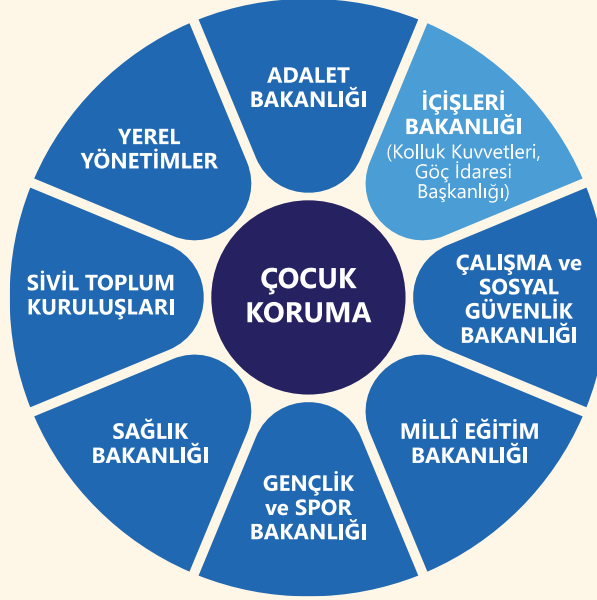 ADALET
BAKANLIĞI
İÇİŞLERİ
BAKANLIĞI
(Kolluk Kuvvetleri,
Göç İdaresi
Başkanlığı)
ÇALIŞMA ve
SOSYAL
GÜVENLİK
BAKANLIĞI
MİLLÎ EĞİTİM
BAKANLIĞI
GENÇLİK
ve SPOR
BAKANLIĞI
SAĞLIK
BAKANLIĞI
SİVİL TOPLUM
KURULUŞLARI
YEREL
YÖNETİMLER
ÇOCUK
KORUMA